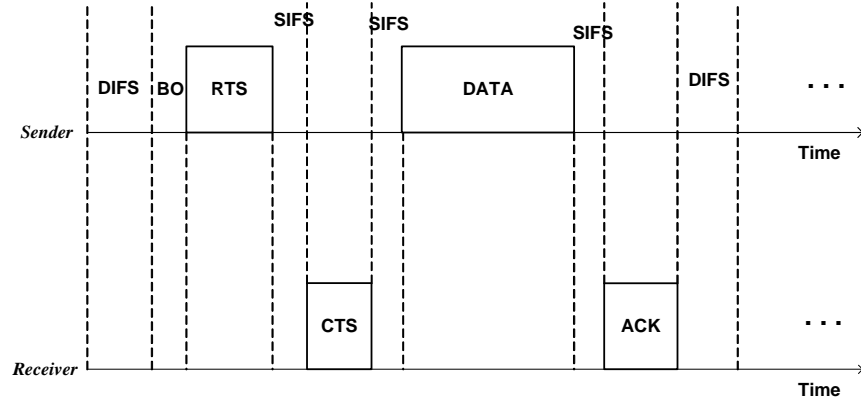 SIFS SIFS SIFS
DIFS BO RTS DATA DIFS . . .
Sender
Time
CTS ACK . . .
Receiver
Time